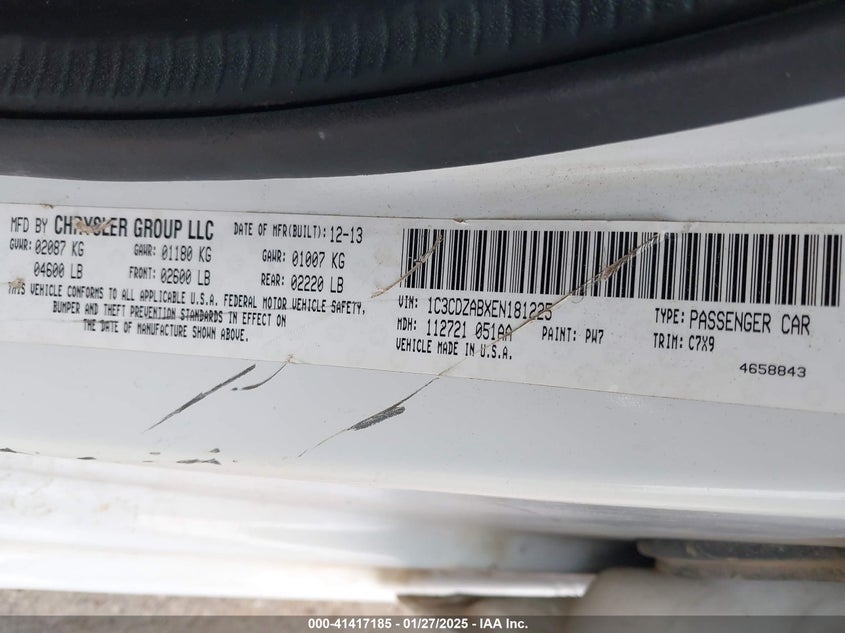 MFD BY CHRYSLER GROUP LLC DATE OF MFR(BUILT): 12-13
GVWR: 02087 KG GAWR: 01180 KG GAWR: 01007 KG
04600 LB FRONT: 02600 LB REAR: 02220 LB
THIS VEHICLE CONFORMS TO ALL APPLICABLE U.S.A. FEDERAL MOTOR VEHICLE SAFETY,
BUMPER AND THEFT PREVENTION STANDARDS IN EFFECT ON
THE DATE OF MANUFACTURE SHOWN ABOVE.
VIN: 1C3CDZABXEN181225 TYPE: PASSENGER CAR
MDH: 112721 051AA PAINT: PW7 TRIM: C7X9
VEHICLE MADE IN U.S.A.
4658843
000-41417185 - 01/27/2025 - IAA Inc.